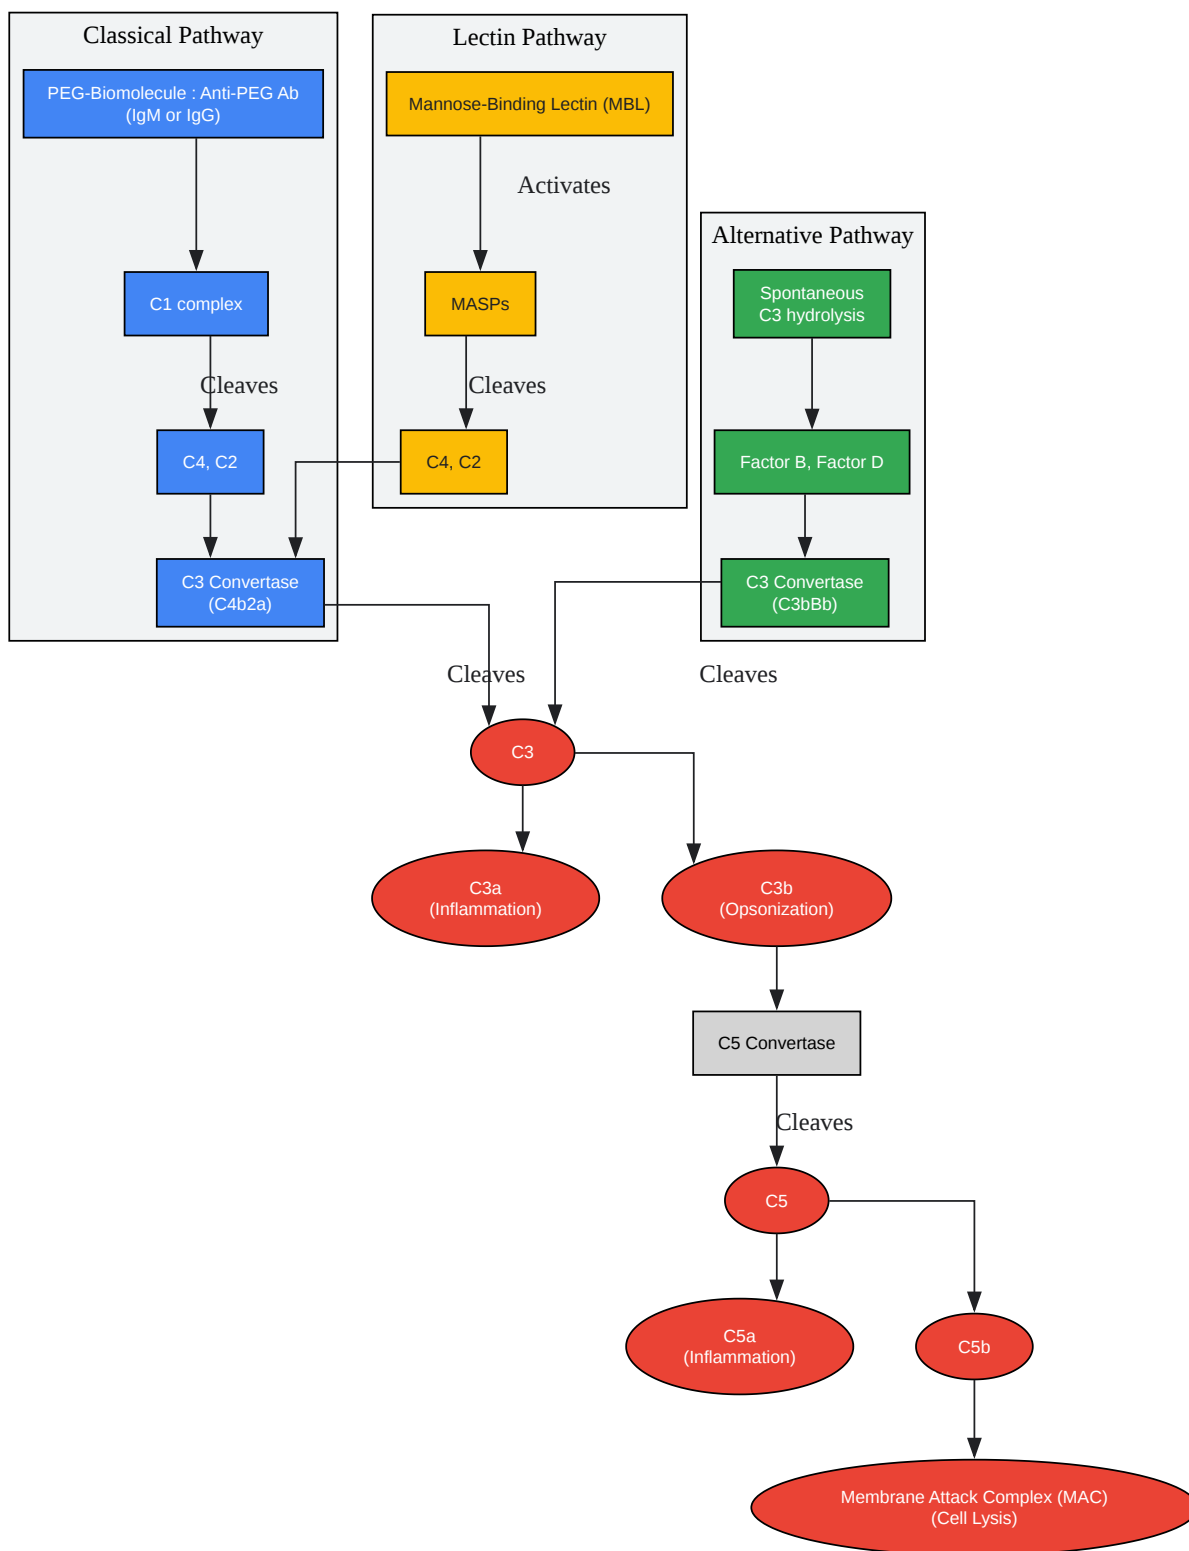 Classical Pathway
PEG-Biomolecule : Anti-PEG Ab
(IgM or IgG)
C1 complex
Cleaves
C4, C2
C3 Convertase
(C4b2a)
Lectin Pathway
Mannose-Binding Lectin (MBL)
Activates
MASPs
Cleaves
C4, C2
Alternative Pathway
Spontaneous
C3 hydrolysis
Factor B, Factor D
C3 Convertase
(C3bBb)
Cleaves
Cleaves
C3
C3a
(Inflammation)
C3b
(Opsonization)
C5 Convertase
Cleaves
C5
C5a
(Inflammation)
C5b
Membrane Attack Complex (MAC)
(Cell Lysis)